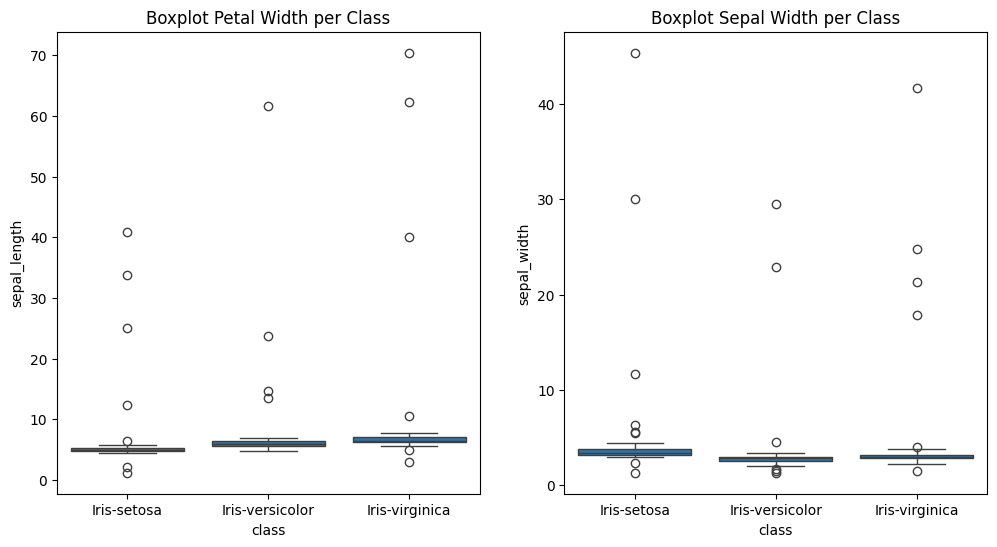 Boxplot Petal Width per Class
70
60
50
40
30
20
10
0
sepal_length
Iris-setosa Iris-versicolor Iris-virginica
class
Boxplot Sepal Width per Class
40
30
20
10
0
sepal_width
Iris-setosa Iris-versicolor Iris-virginica
class